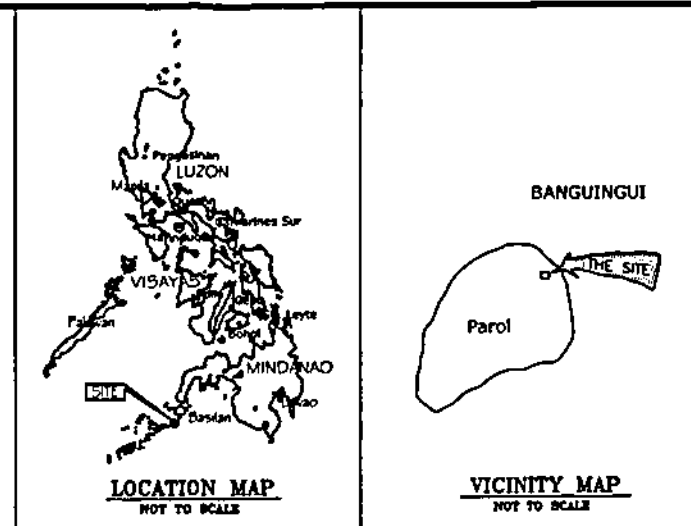 Pangasinan
LUZON
Manila
Camarines Sur
VISAYAS
Palawan
Leyte
Bohol
MINDANAO
SITE
Davao
Basilan
LOCATION MAP
NOT TO SCALE
BANGUINGUI
THE SITE
Parol
VICINITY MAP
NOT TO SCALE